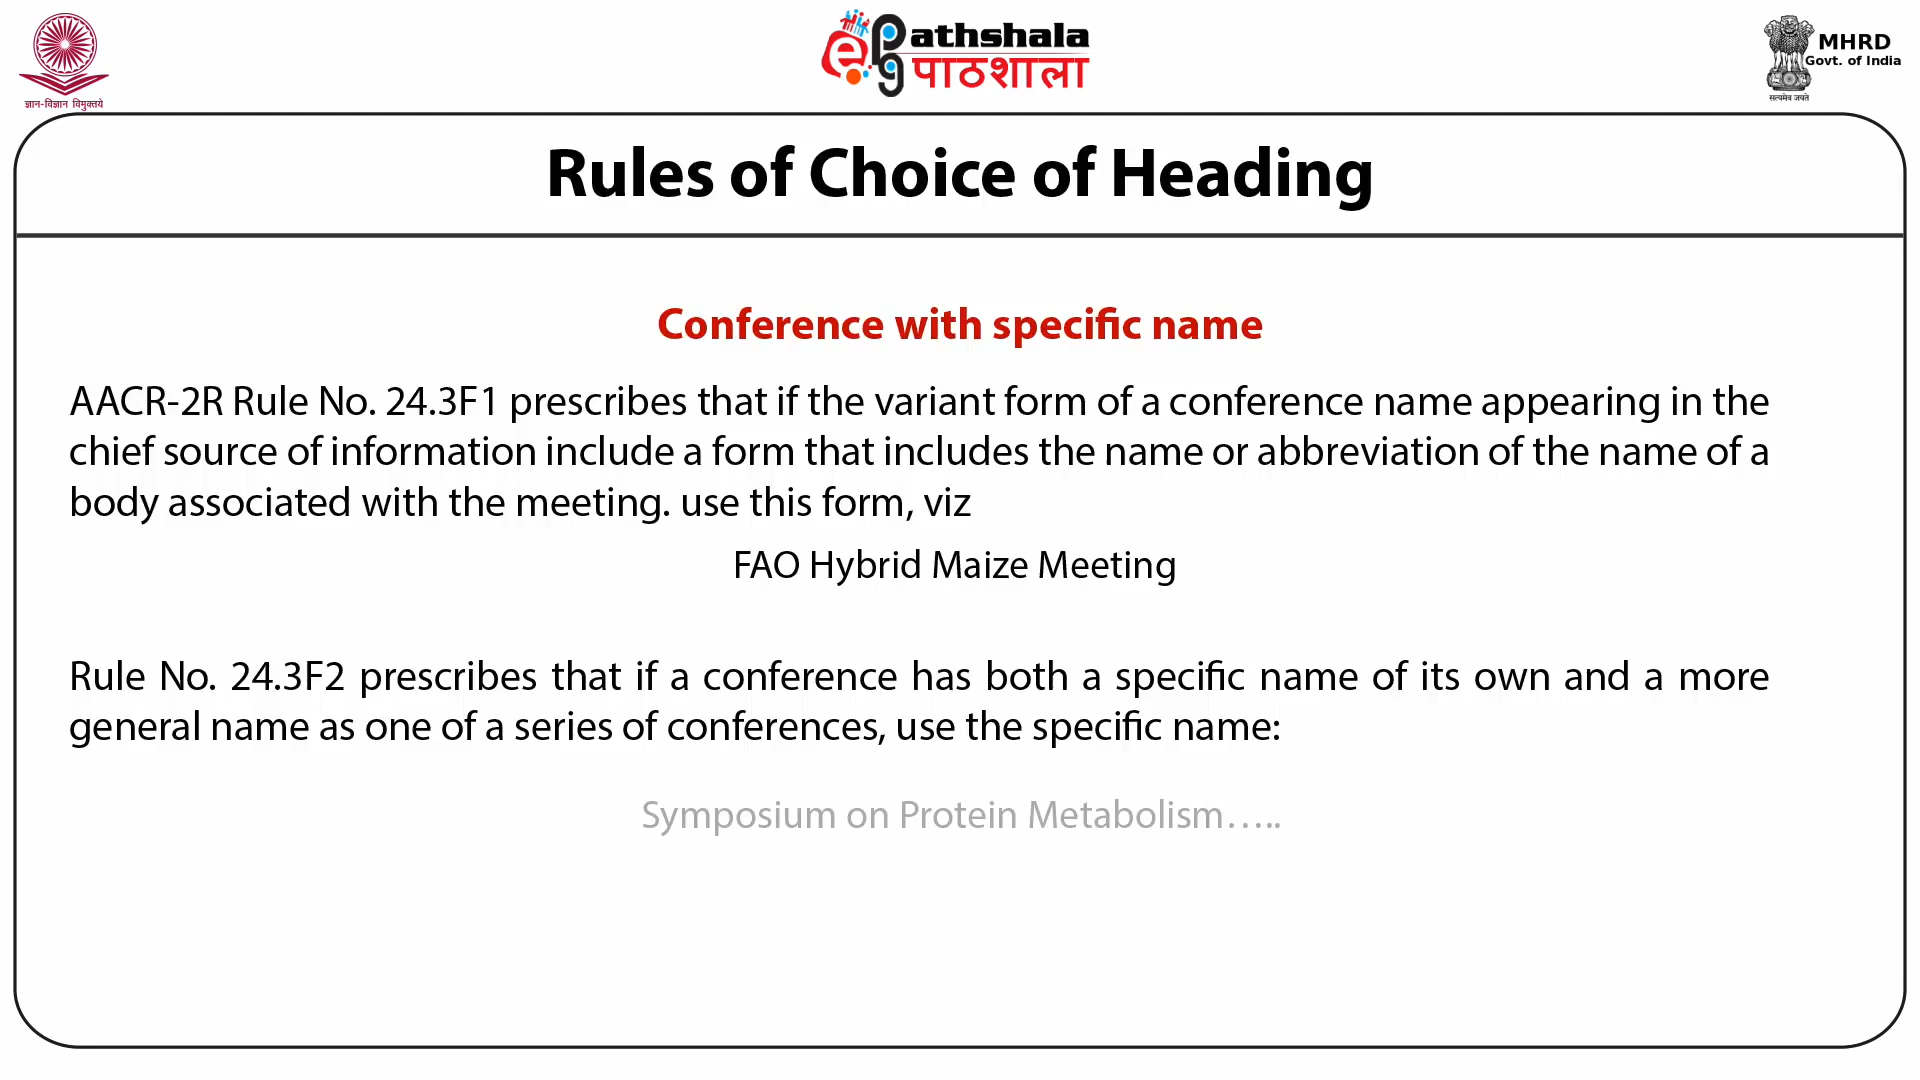 ज्ञान-विज्ञान विमुक्तये
e Pathshala
पाठशाला
MHRD
Govt. of India
सत्यमेव जयते
Rules of Choice of Heading
Conference with specific name
AACR-2R Rule No. 24.3F1 prescribes that if the variant form of a conference name appearing in the
chief source of information include a form that includes the name or abbreviation of the name of a
body associated with the meeting. use this form, viz
FAO Hybrid Maize Meeting
Rule No. 24.3F2 prescribes that if a conference has both a specific name of its own and a more
general name as one of a series of conferences, use the specific name:
Symposium on Protein Metabolism…..